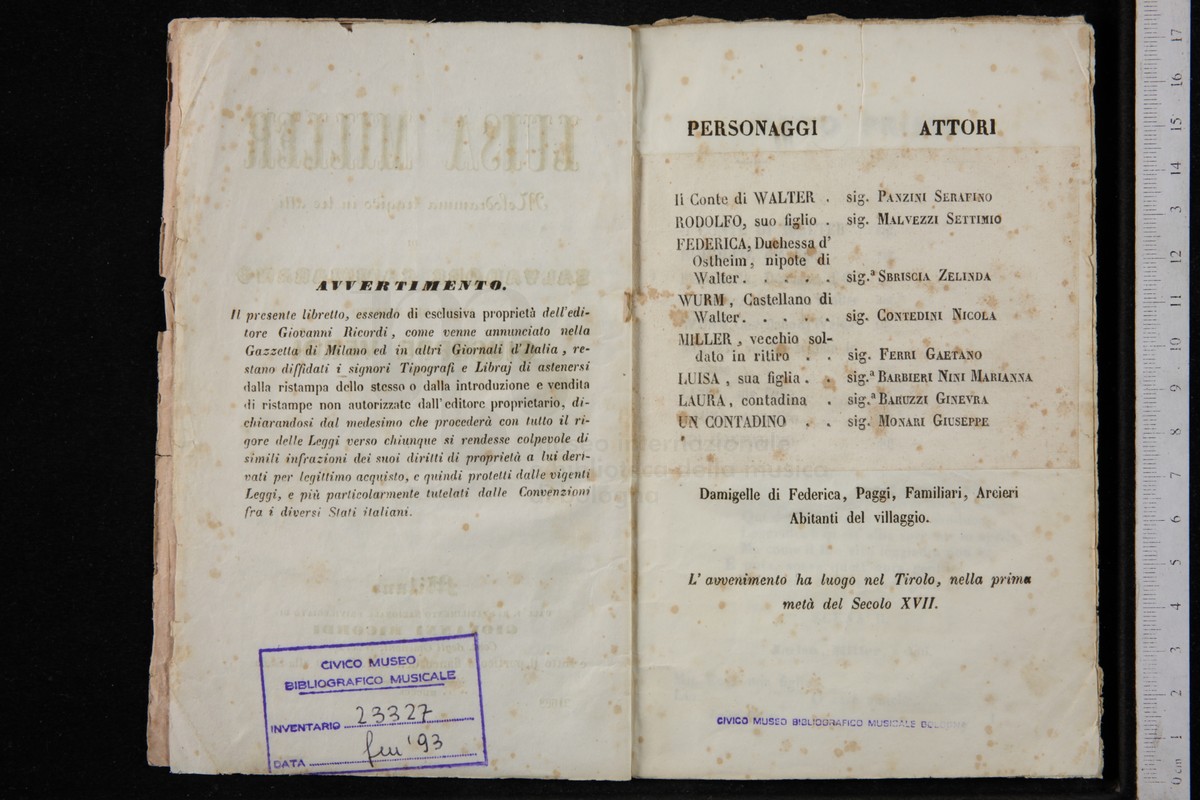 AVVERTIMENTO.
Il presente libretto, essendo di esclusiva proprietà dell'edi-
tore Giovanni Ricordi, come venne annunciato nella
Gazzetta di Milano ed in altri Giornali d'Italia, re-
stano diffidati i signori Tipografi e Libraj di astenersi
dalla ristampa dello stesso o dalla introduzione e vendita
di ristampe non autorizzate dall'editore proprietario, di-
chiarandosi dal medesimo che procederà con tutto il ri-
gore delle Leggi verso chiunque si rendesse colpevole di
simili infrazioni dei suoi diritti di proprietà a lui deri-
vati per legittimo acquisto, e quindi protetti dalle vigenti
Leggi, e più particolarmente tutelati dalle Convenzioni
fra i diversi Stati italiani.
CIVICO MUSEO
BIBLIOGRAFICO MUSICALE
INVENTARIO 23327
DATA gen '93
PERSONAGGI ATTORI
Il Conte di WALTER . sig. PANZINI SERAFINO
RODOLFO, suo figlio . sig. MALVEZZI SETTIMIO
FEDERICA, Duchessa d'
Ostheim, nipote di
Walter . . . . . sig.ª SBRISCIA ZELINDA
WURM, Castellano di
Walter . . . . . sig. CONTEDINI NICOLA
MILLER, vecchio sol-
dato in ritiro . . sig. FERRI GAETANO
LUISA, sua figlia . . sig.ª BARBIERI NINI MARIANNA
LAURA, contadina . sig.ª BARUZZI GINEVRA
UN CONTADINO . . sig. MONARI GIUSEPPE
Damigelle di Federica, Paggi, Familiari, Arcieri
Abitanti del villaggio.
L'avvenimento ha luogo nel Tirolo, nella prima
metà del Secolo XVII.
CIVICO MUSEO BIBLIOGRAFICO MUSICALE BOLOGNA